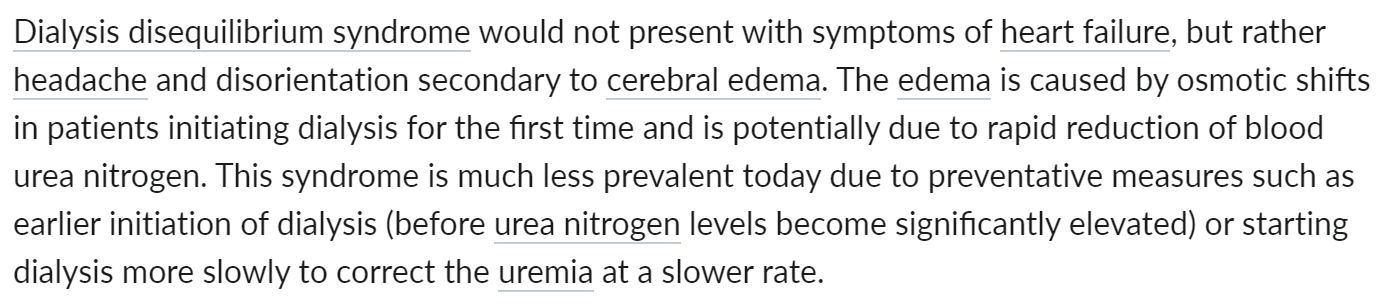 Dialysis disequilibrium syndrome would not present with symptoms of heart failure, but rather
headache and disorientation secondary to cerebral edema. The edema is caused by osmotic shifts
in patients initiating dialysis for the first time and is potentially due to rapid reduction of blood
urea nitrogen. This syndrome is much less prevalent today due to preventative measures such as
earlier initiation of dialysis (before urea nitrogen levels become significantly elevated) or starting
dialysis more slowly to correct the uremia at a slower rate.